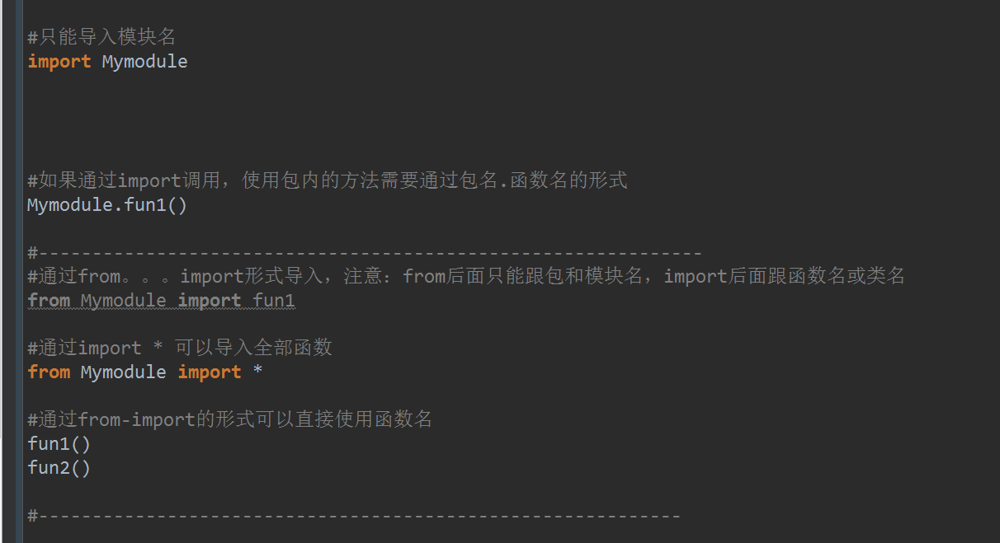 #只能导入模块名
import Mymodule
#如果通过import调用，使用包内的方法需要通过包名.函数名的形式
Mymodule.fun1()
#--------------------------------------------------------------
#通过from。。。import形式导入，注意：from后面只能跟包和模块名，import后面跟函数名或类名
from Mymodule import fun1
#通过import * 可以导入全部函数
from Mymodule import *
#通过from-import的形式可以直接使用函数名
fun1()
fun2()
#------------------------------------------------------------